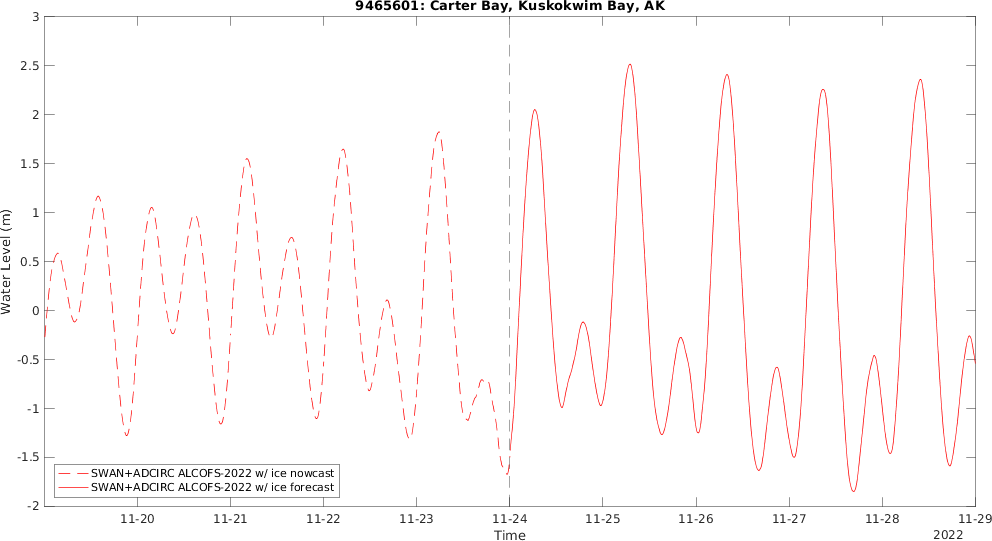 9465601: Carter Bay, Kuskokwim Bay, AK
3
2.5
2
1.5
1
0.5
0
-0.5
-1
-1.5
-2
Water Level (m)
SWAN+ADCIRC ALCOFS-2022 w/ ice nowcast
SWAN+ADCIRC ALCOFS-2022 w/ ice forecast
11-20 11-21 11-22 11-23 11-24 11-25 11-26 11-27 11-28 11-29
Time
2022